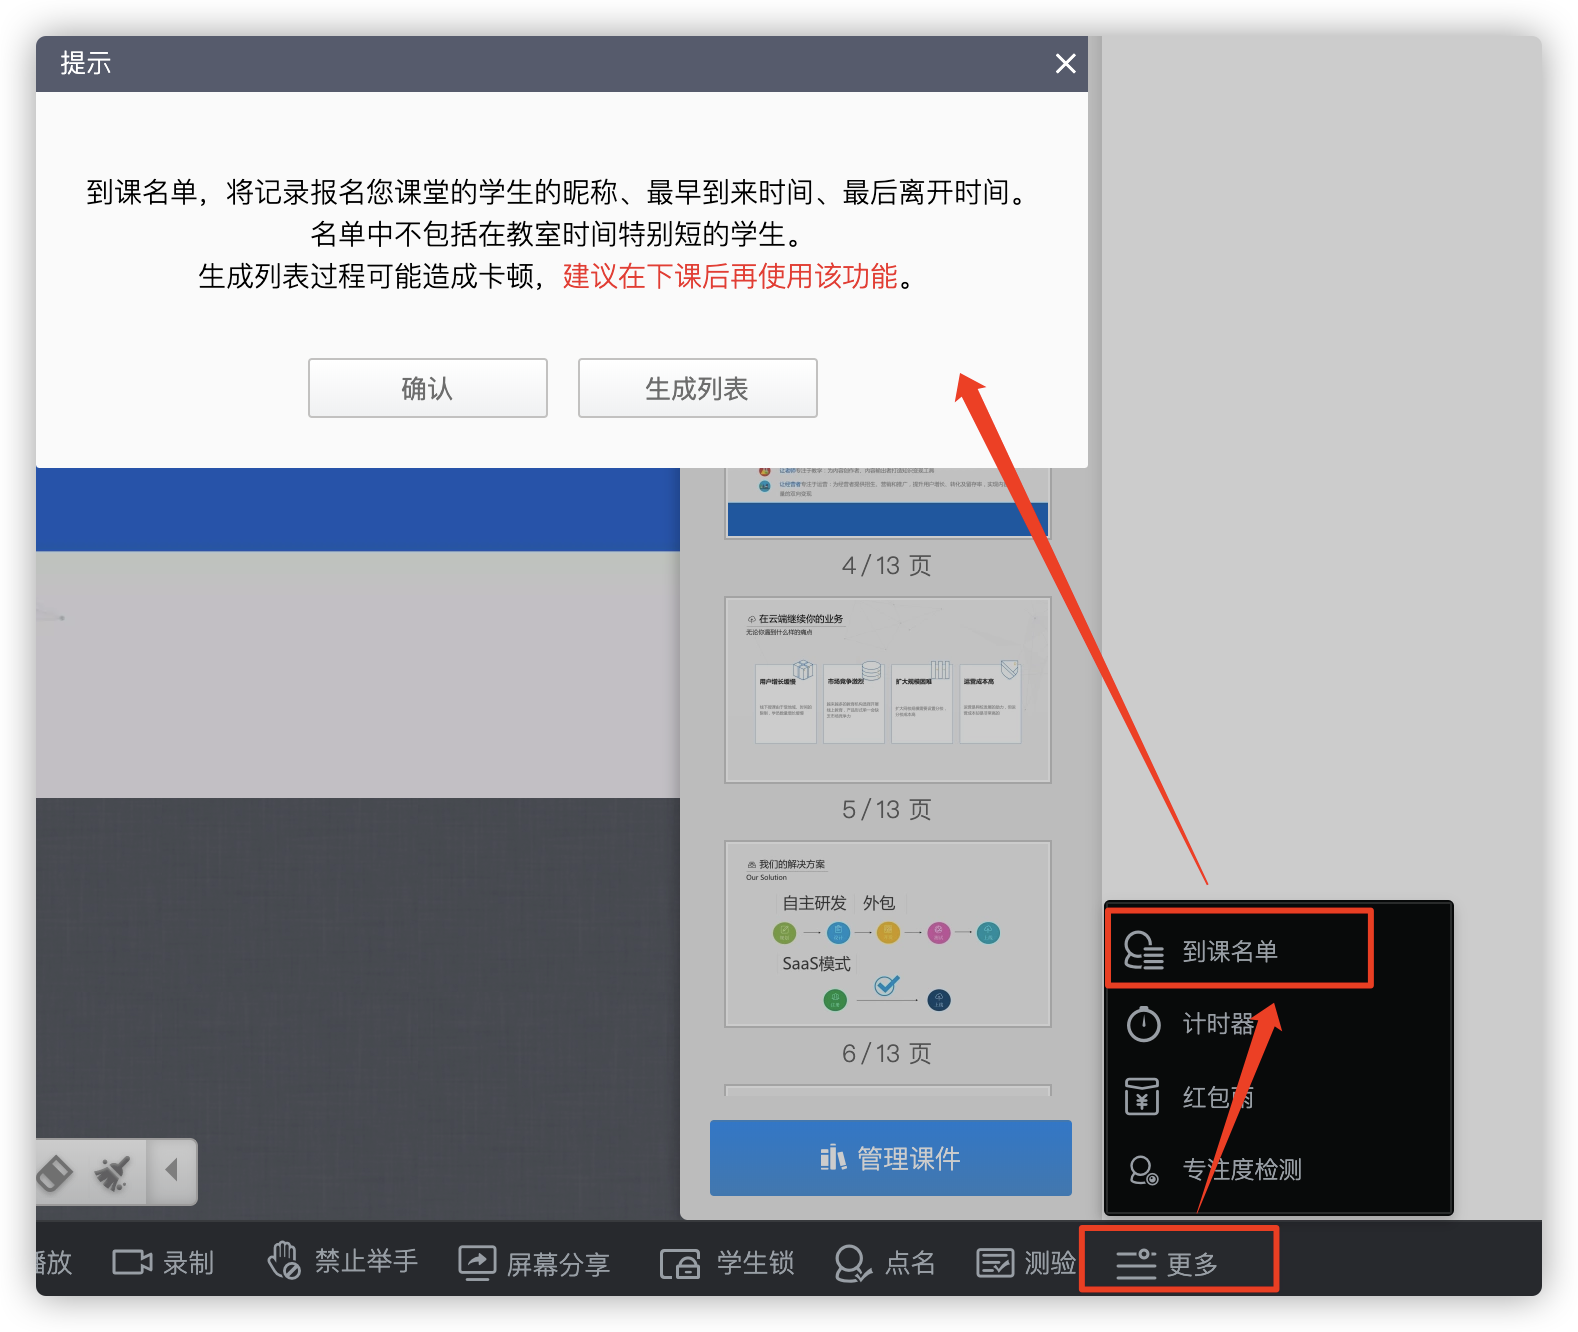 提示
到课名单，将记录报名您课堂的学生的昵称、最早到来时间、最后离开时间。
名单中不包括在教室时间特别短的学生。
生成列表过程可能造成卡顿，建议在下课后再使用该功能。
确认
生成列表
4/13 页
在云端继续你的业务
无论你遇到什么样的痛点
用户增长缓慢
市场竞争激烈
扩大规模困难
运营成本高
5/13 页
我们的解决方案
Our Solution
自主研发
外包
SaaS模式
6/13 页
管理课件
到课名单
计时器
红包雨
专注度检测
播放
录制
禁止举手
屏幕分享
学生锁
点名
测验
更多